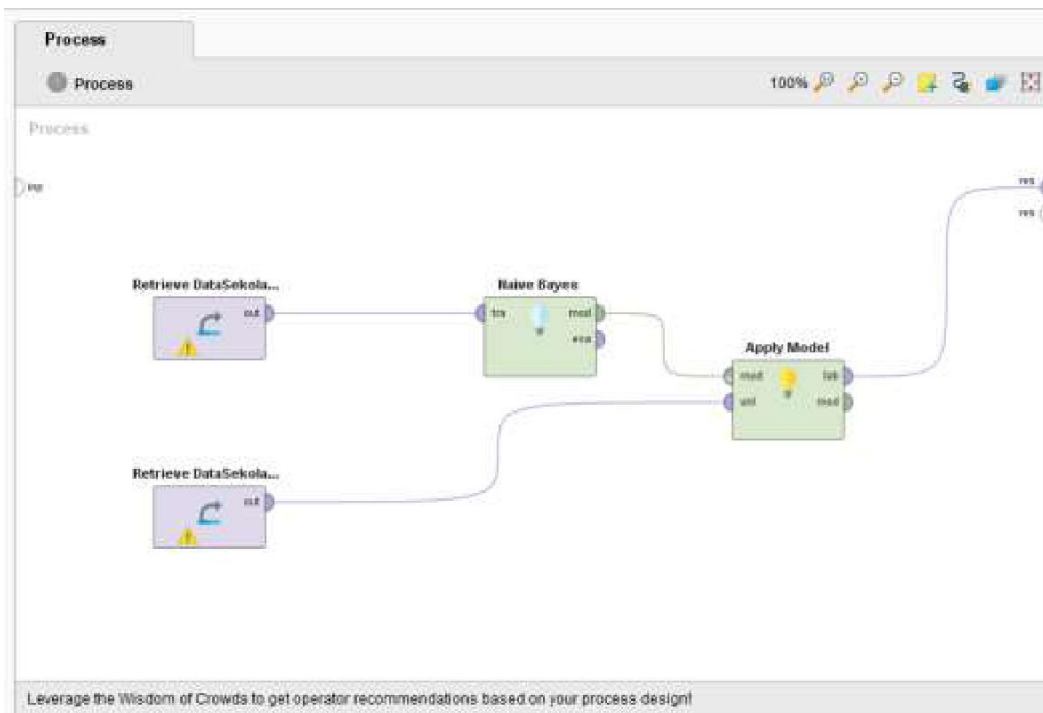 Process
Process
100%
Process
inp
res
res
Retrieve DataSekola...
out
Naive Bayes
tra
mod
exa
Apply Model
mod
lab
unl
mod
Retrieve DataSekola...
out
Leverage the Wisdom of Crowds to get operator recommendations based on your process design!